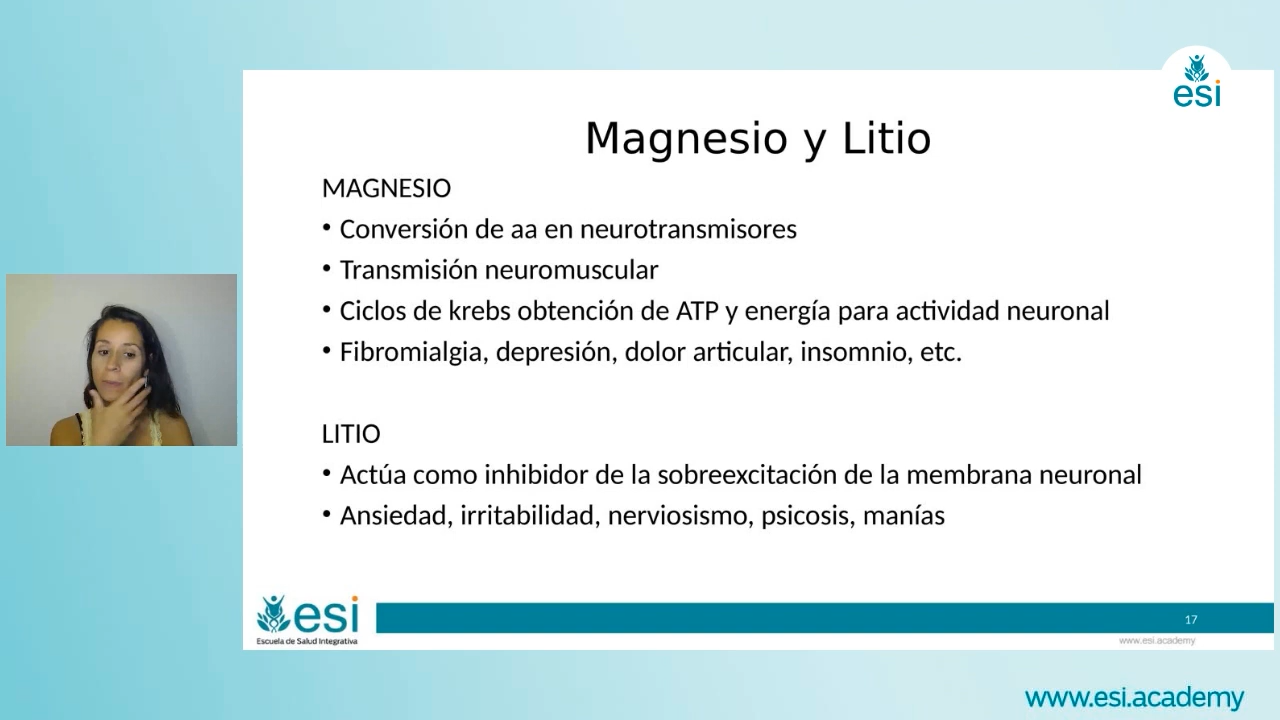 esi
Magnesio y Litio
MAGNESIO
• Conversión de aa en neurotransmisores
• Transmisión neuromuscular
• Ciclos de krebs obtención de ATP y energía para actividad neuronal
• Fibromialgia, depresión, dolor articular, insomnio, etc.
LITIO
• Actúa como inhibidor de la sobreexcitación de la membrana neuronal
• Ansiedad, irritabilidad, nerviosismo, psicosis, manías
esi
Escuela de Salud Integrativa
17
www.esi.academy
www.esi.academy